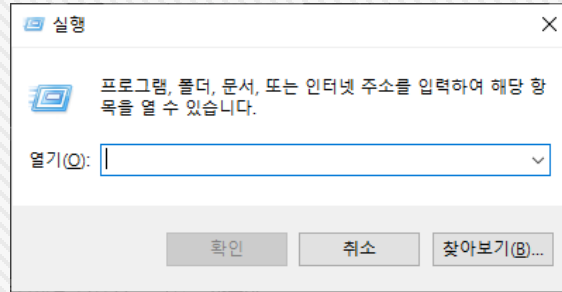 실행
프로그램, 폴더, 문서, 또는 인터넷 주소를 입력하여 해당 항
목을 열 수 있습니다.
열기(O):
확인 취소 찾아보기(B)...